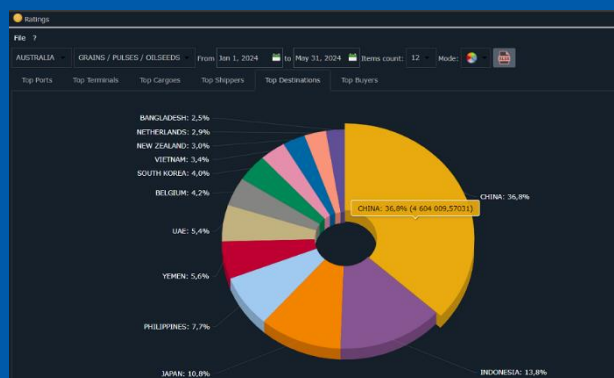 Ratings
File ?
AUSTRALIA GRAINS / PULSES / OILSEEDS From Jan 1, 2024 to May 31, 2024 Items count: 12 Mode:
Top Ports Top Terminals Top Cargoes Top Shippers Top Destinations Top Buyers
BANGLADESH: 2,5%
NETHERLANDS: 2,9%
NEW ZEALAND: 3,0%
VIETNAM: 3,4%
SOUTH KOREA: 4,0%
BELGIUM: 4,2%
CHINA: 36,8%
CHINA: 36,8% (4 604 009,57031)
UAE: 5,4%
YEMEN: 5,6%
PHILIPPINES: 7,7%
JAPAN: 10,8%
INDONESIA: 13,8%